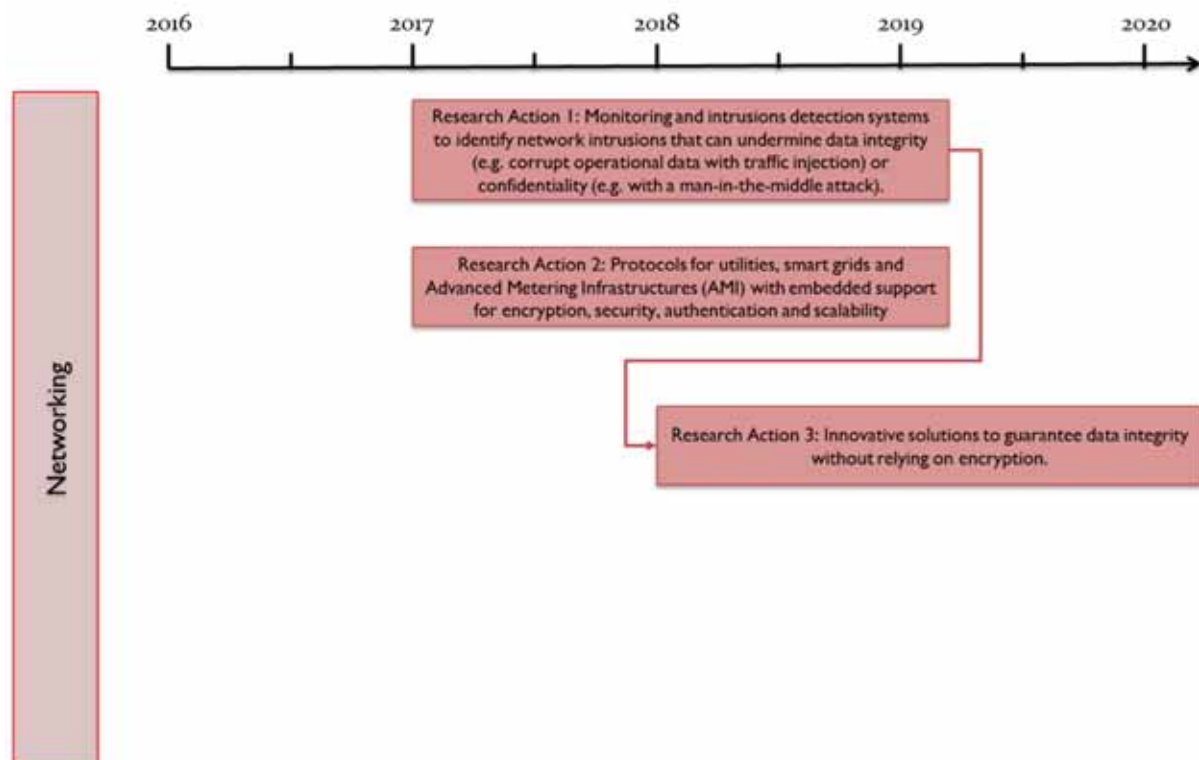 2016 2017 2018 2019 2020
Research Action 1: Monitoring and intrusions detection systems
to identify network intrusions that can undermine data integrity
(e.g. corrupt operational data with traffic injection) or
confidentiality (e.g. with a man-in-the-middle attack).
Research Action 2: Protocols for utilities, smart grids and
Advanced Metering Infrastructures (AMI) with embedded support
for encryption, security, authentication and scalability
Networking
Research Action 3: Innovative solutions to guarantee data integrity
without relying on encryption.